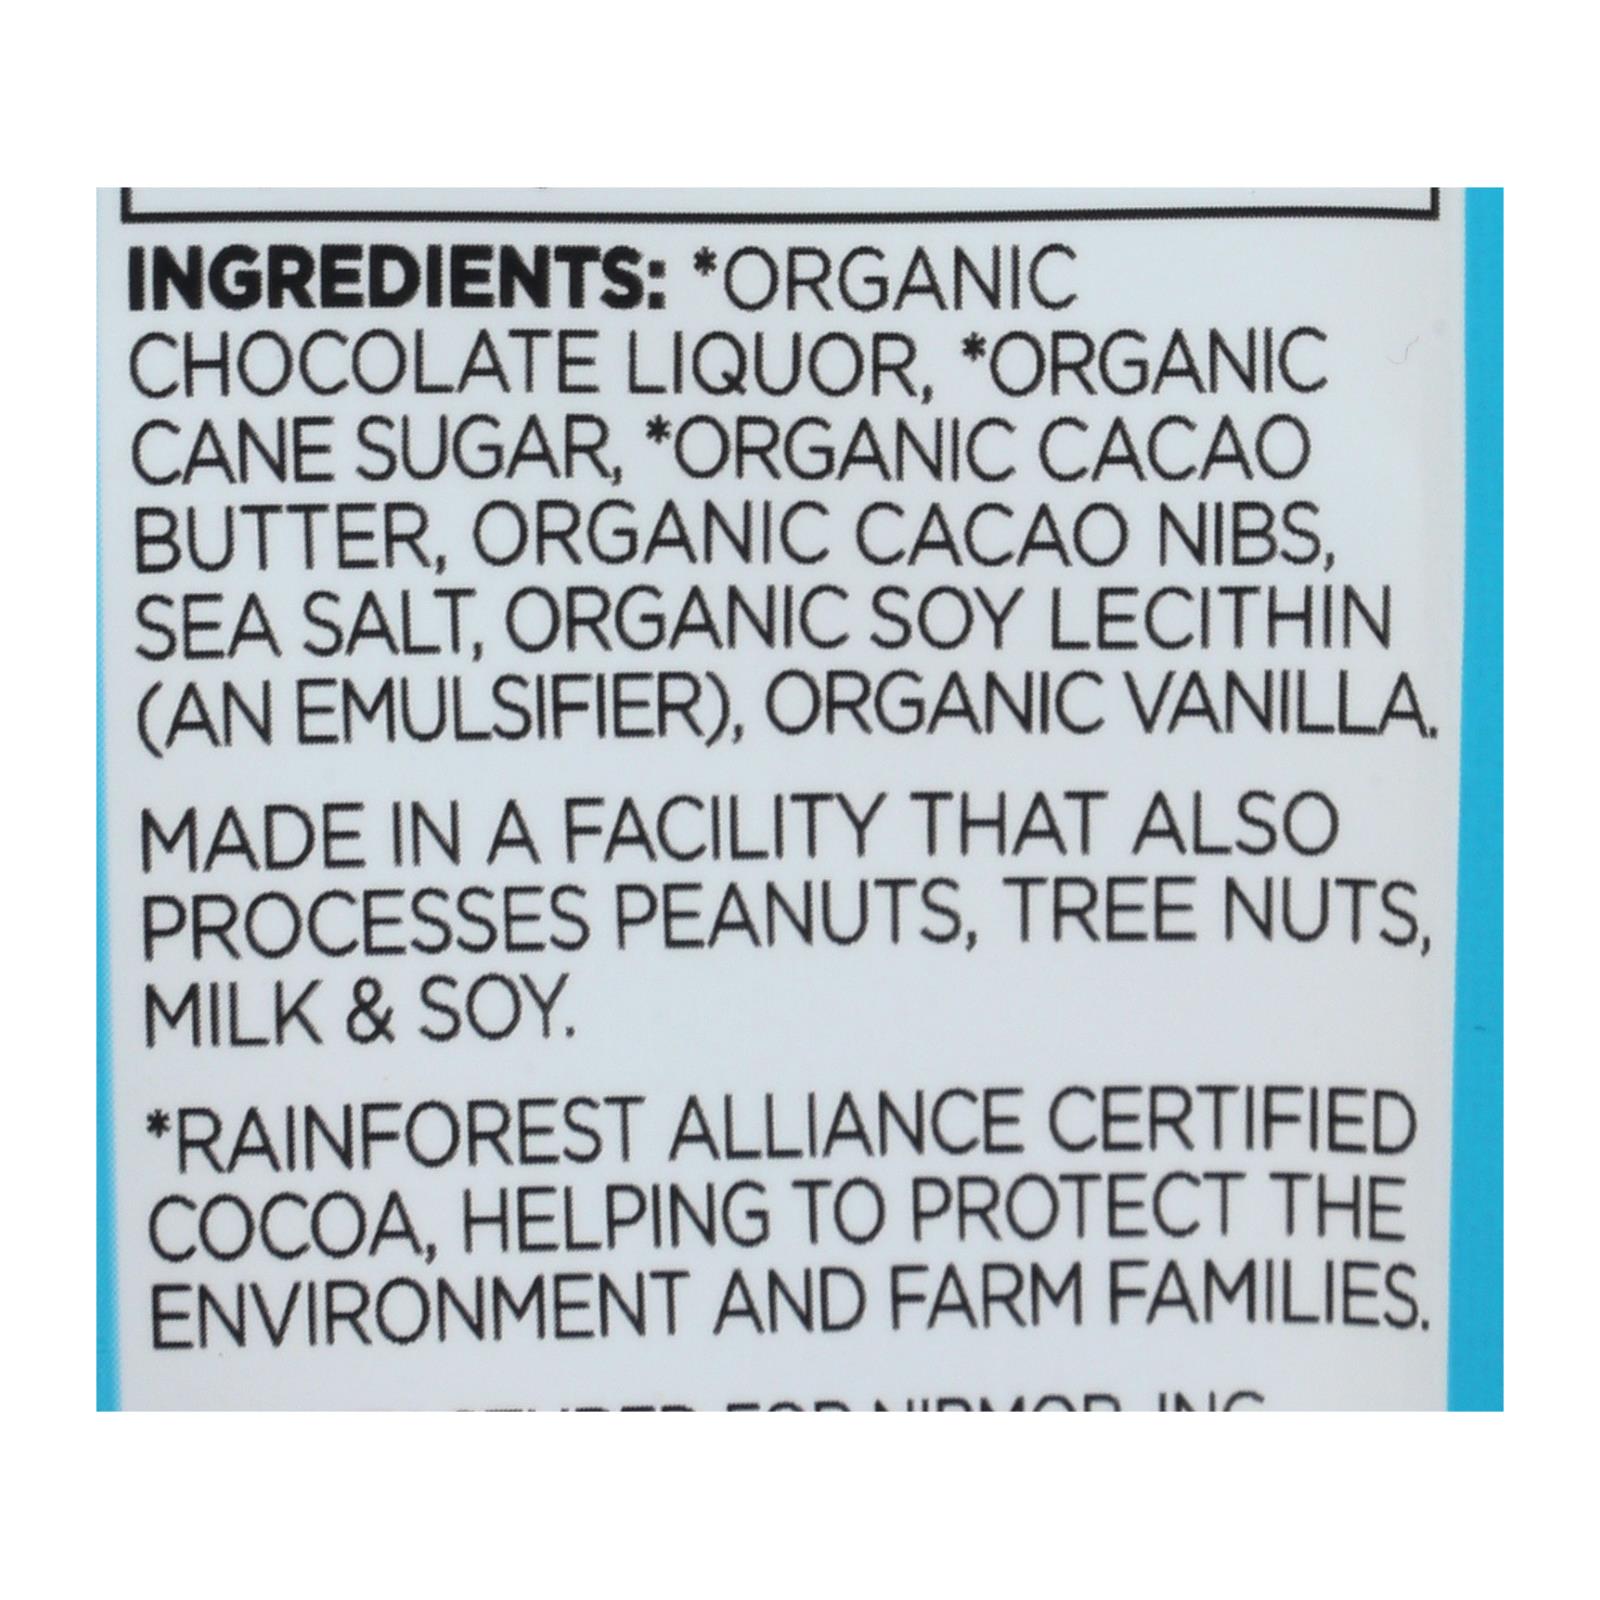 INGREDIENTS: *ORGANIC
CHOCOLATE LIQUOR, *ORGANIC
CANE SUGAR, *ORGANIC CACAO
BUTTER, ORGANIC CACAO NIBS,
SEA SALT, ORGANIC SOY LECITHIN
(AN EMULSIFIER), ORGANIC VANILLA.
MADE IN A FACILITY THAT ALSO
PROCESSES PEANUTS, TREE NUTS,
MILK & SOY.
*RAINFOREST ALLIANCE CERTIFIED
COCOA, HELPING TO PROTECT THE
ENVIRONMENT AND FARM FAMILIES.
FOR INC